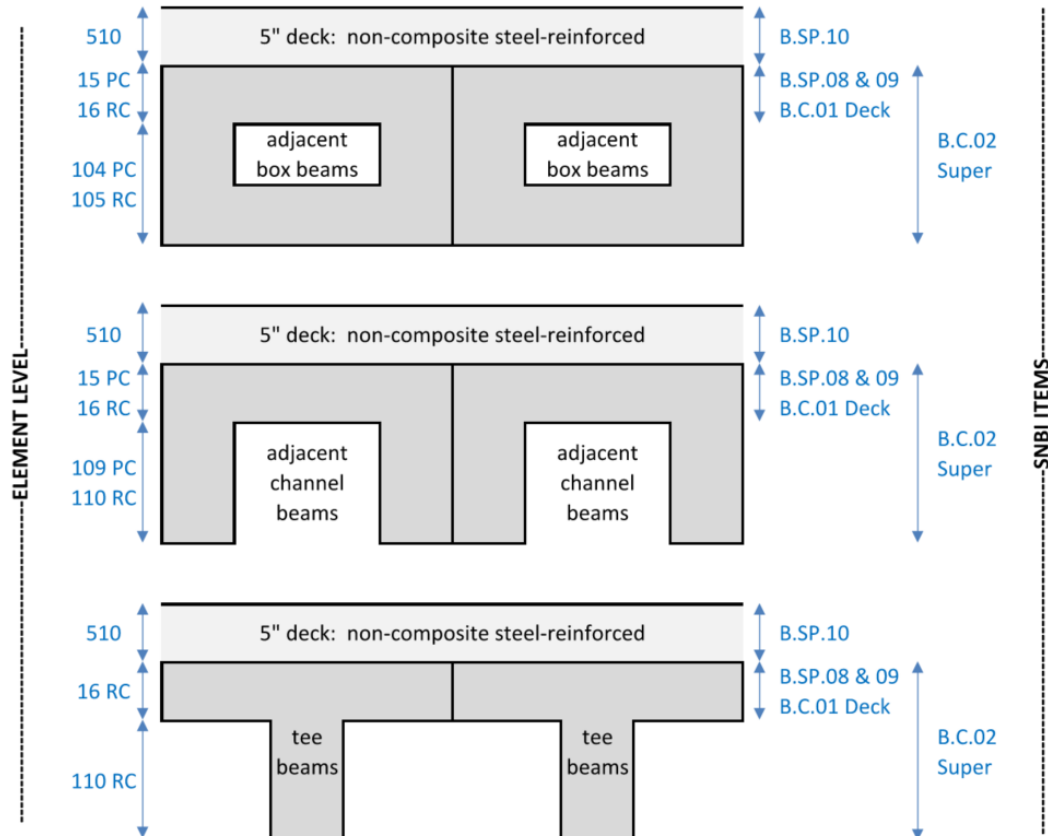 510
5" deck: non-composite steel-reinforced
B.SP.10
15 PC
16 RC
B.SP.08 & 09
B.C.01 Deck
adjacent
box beams
adjacent
box beams
104 PC
105 RC
B.C.02
Super
510
5" deck: non-composite steel-reinforced
B.SP.10
15 PC
16 RC
B.SP.08 & 09
B.C.01 Deck
adjacent
channel
beams
adjacent
channel
beams
109 PC
110 RC
B.C.02
Super
510
5" deck: non-composite steel-reinforced
B.SP.10
16 RC
B.SP.08 & 09
B.C.01 Deck
tee
beams
tee
beams
110 RC
B.C.02
Super
ELEMENT LEVEL
SNBI ITEMS